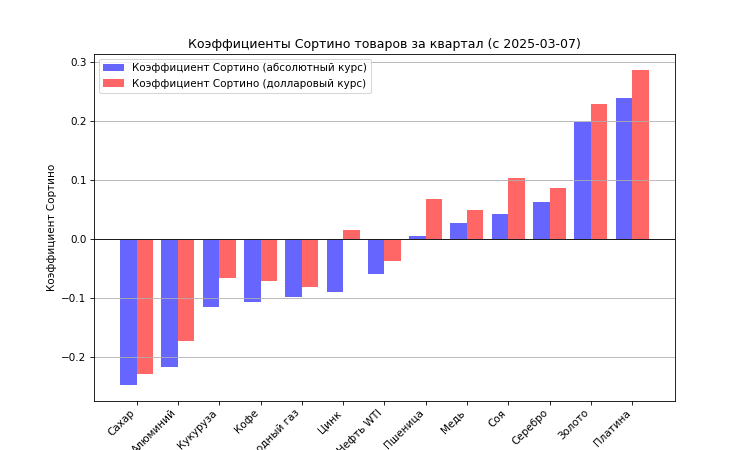 Коэффициенты Сортино товаров за квартал (с 2025-03-07)
Коэффициент Сортино (абсолютный курс)
Коэффициент Сортино (долларовый курс)
Коэффициент Сортино
0.3
0.2
0.1
0.0
−0.1
−0.2
Сахар
Алюминий
Кукуруза
Кофе
одный газ
Цинк
Нефть WTI
Пшеница
Медь
Соя
Серебро
Золото
Платина